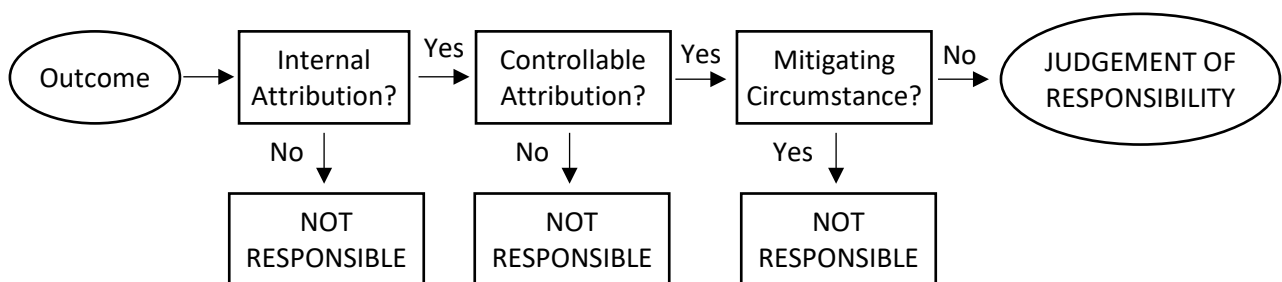 Outcome
Internal
Attribution?
Yes
Controllable
Attribution?
Yes
Mitigating
Circumstance?
No
JUDGEMENT OF
RESPONSIBILITY
No
No
Yes
NOT
RESPONSIBLE
NOT
RESPONSIBLE
NOT
RESPONSIBLE